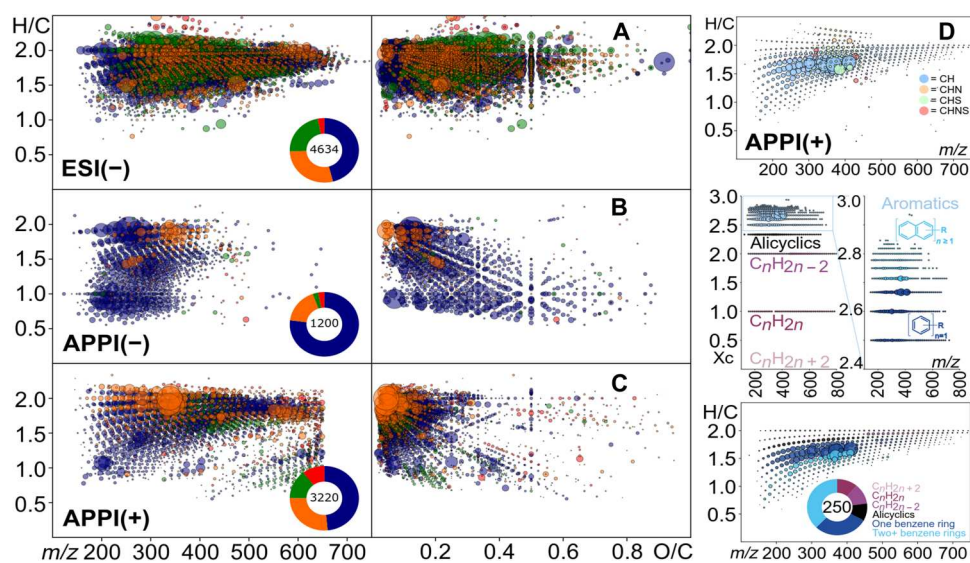 H/C
2.0
1.5
1.0
0.5
ESI(−)
4634
A
2.0
1.5
1.0
0.5
APPI(−)
1200
B
2.0
1.5
1.0
0.5
APPI(+)
3220
C
m/z 200 300 400 500 600 700
0.2 0.4 0.6 0.8 O/C
H/C
2.0
1.5
1.0
0.5
D
= CH
= CHN
= CHS
= CHNS
APPI(+)
m/z
200 300 400 500 600 700
3.0
2.5
2.0
1.5
1.0
0.5
Xc
Alicyclics
CnH2n − 2
CnH2n
CnH2n + 2
200 400 600 800
3.0
2.8
2.6
2.4
Aromatics
R
n ≥ 1
R
n=1
m/z
200 400 600 800
H/C
2.0
1.5
1.0
0.5
250
CnH2n + 2
CnH2n
CnH2n − 2
Alicyclics
One benzene ring
Two+ benzene rings
m/z 200 300 400 500 600 700